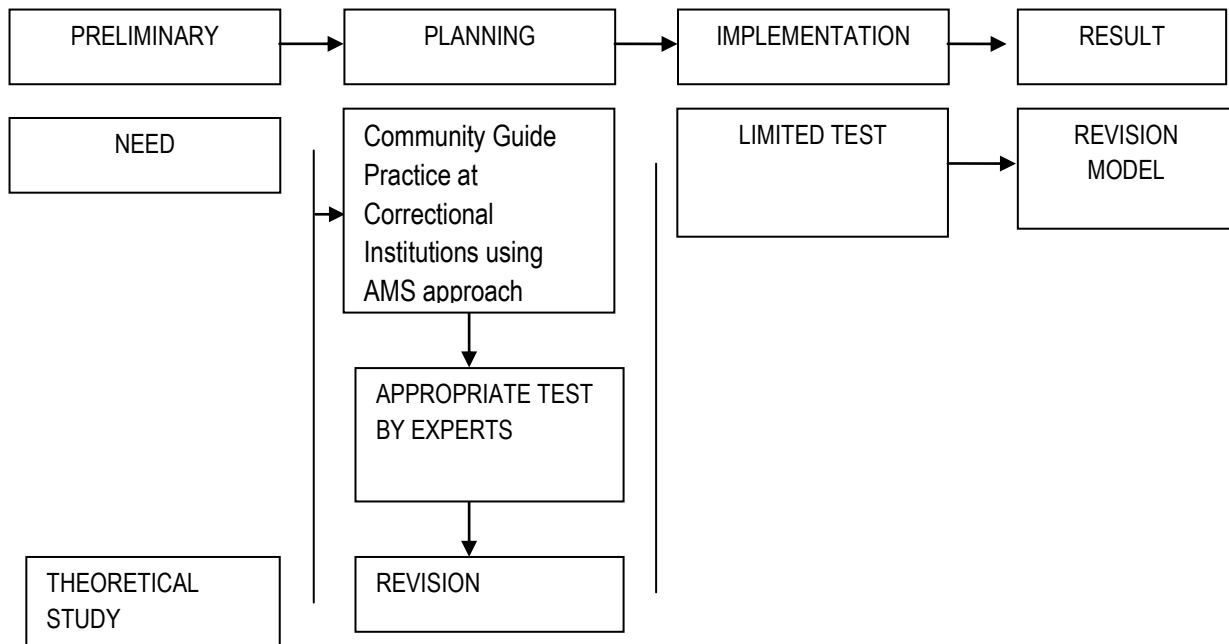 PRELIMINARY
PLANNING
IMPLEMENTATION
RESULT
NEED
THEORETICAL
STUDY
Community Guide
Practice at
Correctional
Institutions using
AMS approach
APPROPRIATE TEST
BY EXPERTS
REVISION
LIMITED TEST
REVISION
MODEL